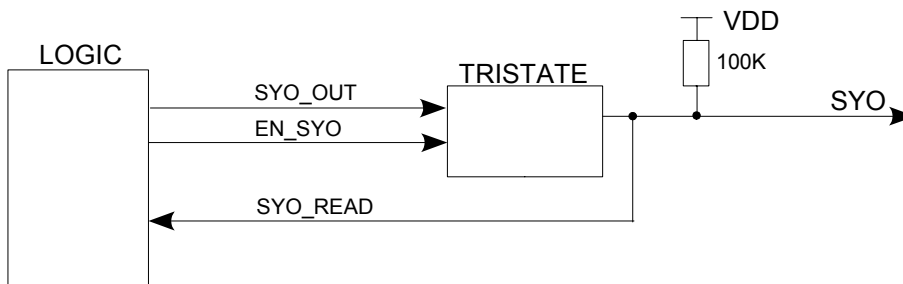 VDD
LOGIC
100K
TRISTATE
SYO_OUT
SYO
EN_SYO
SYO_READ